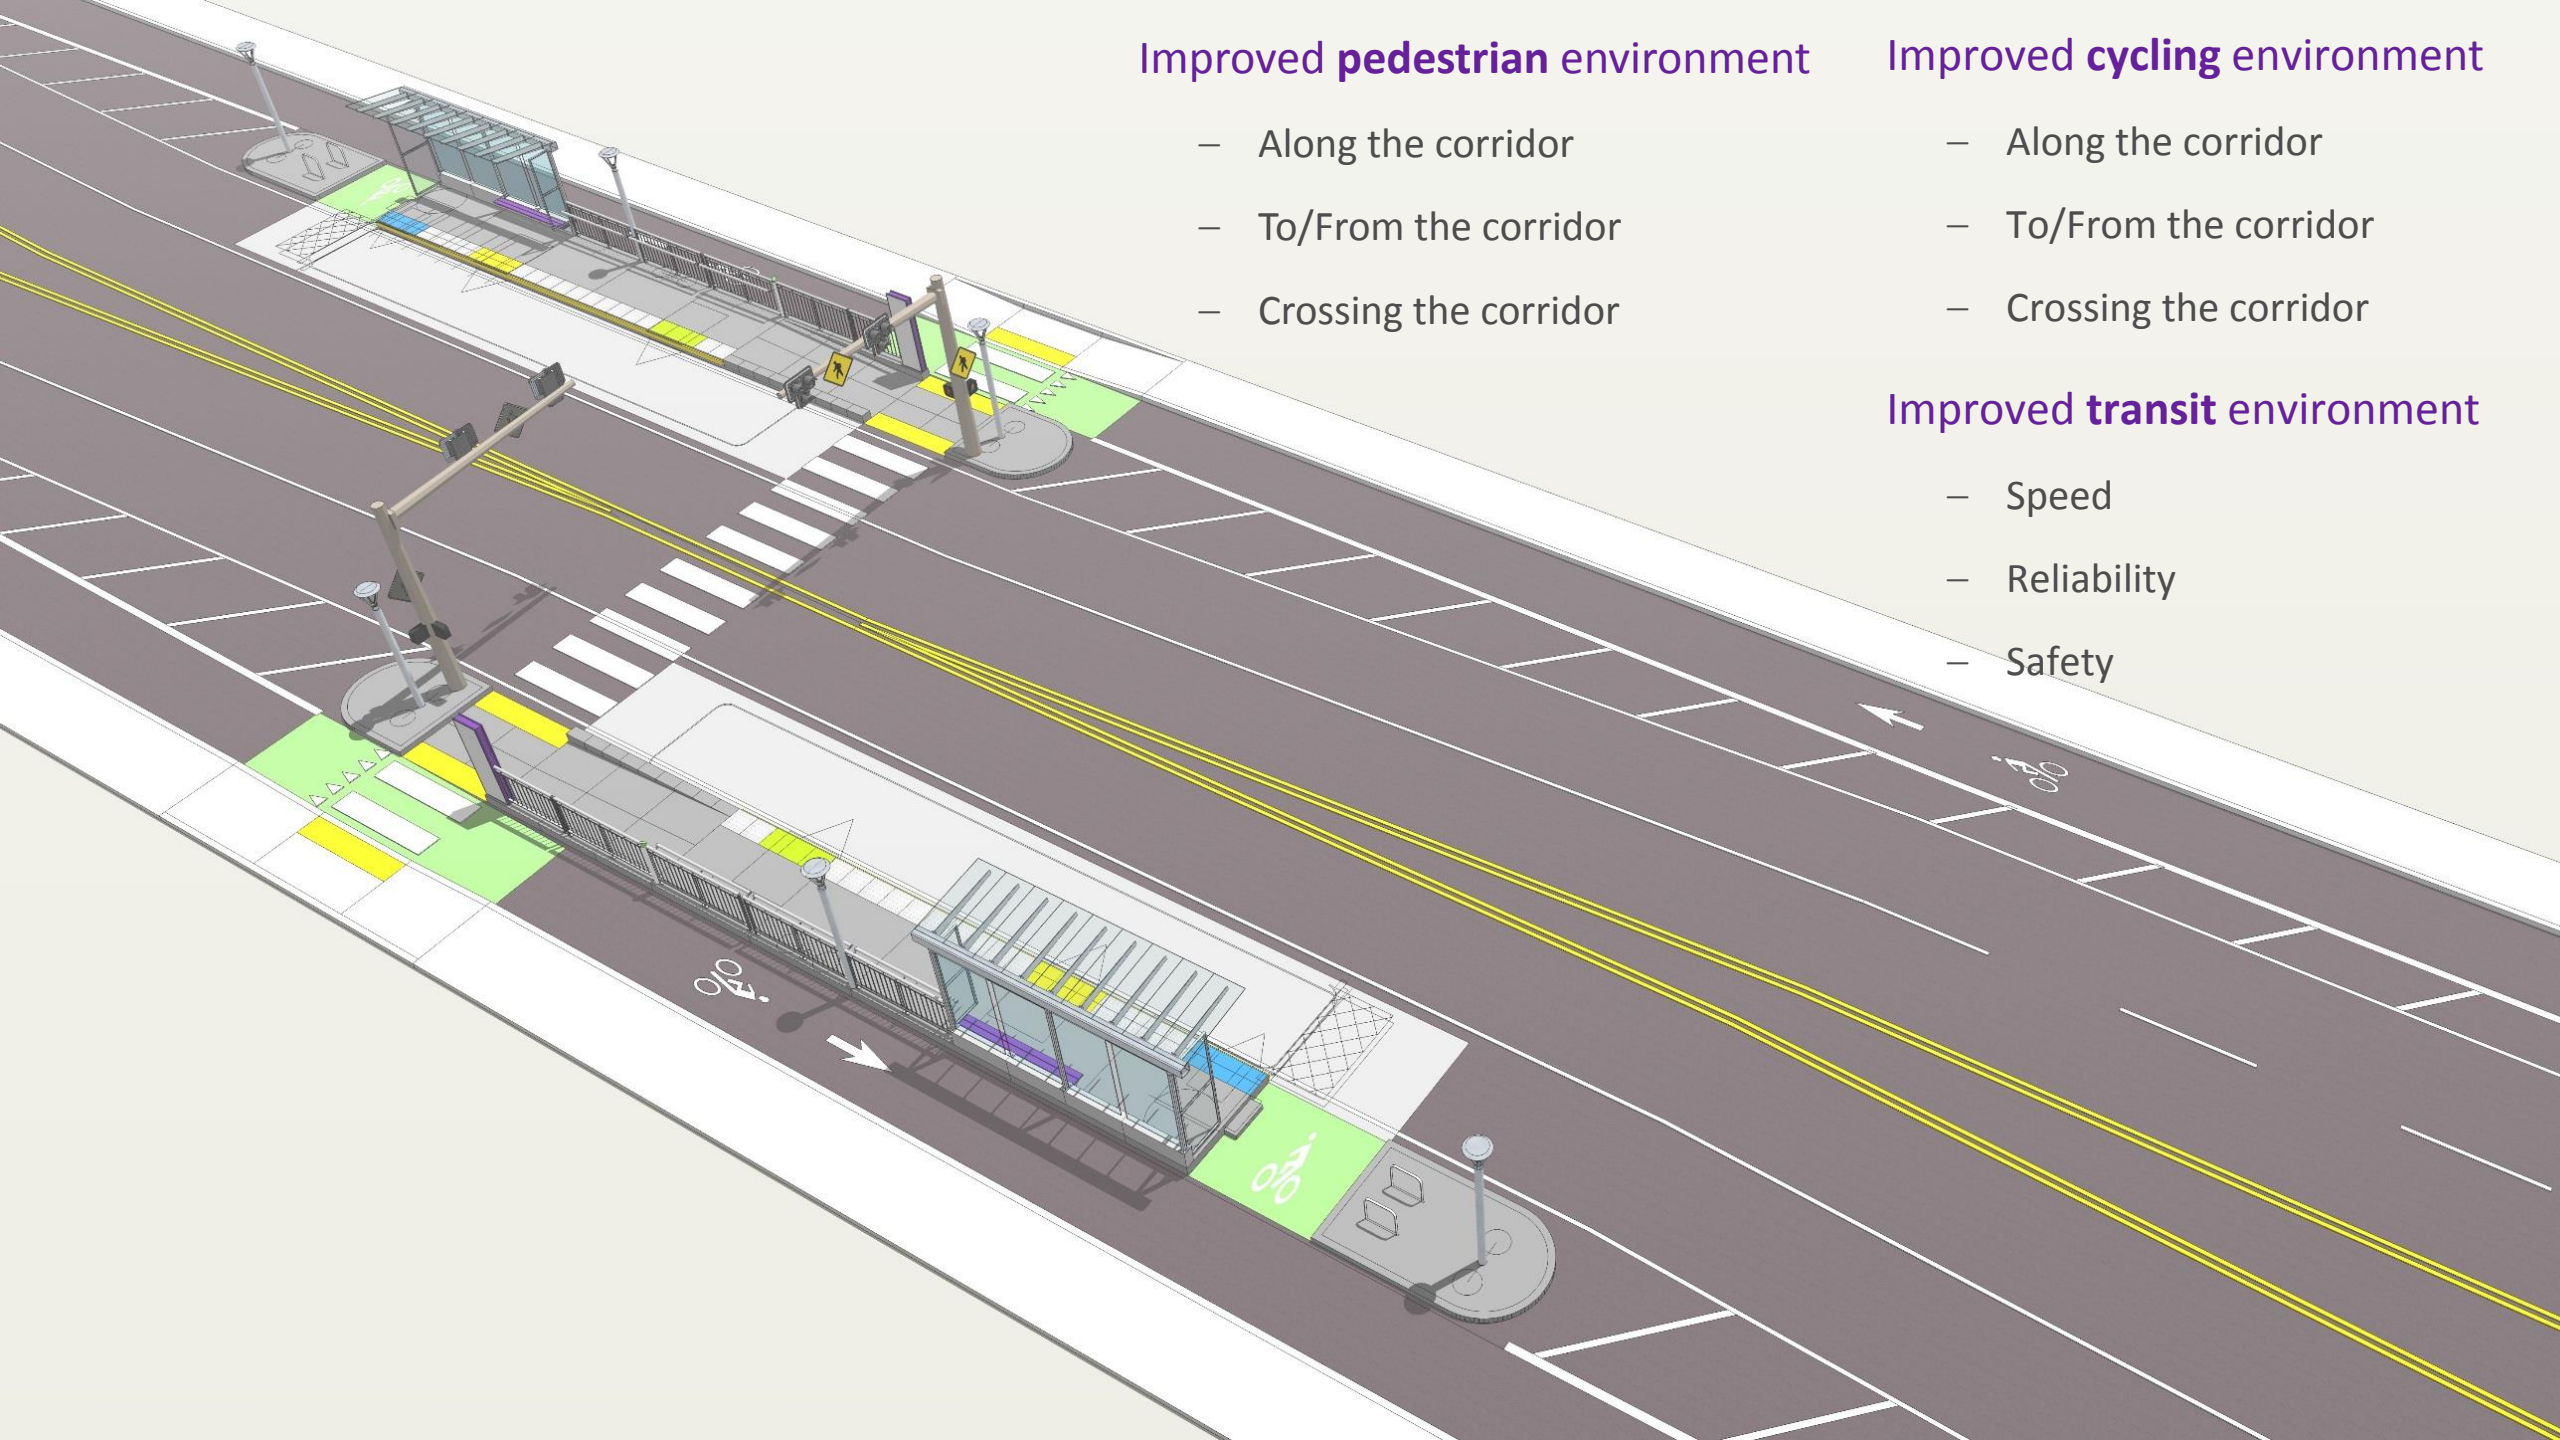 Improved pedestrian environment
– Along the corridor
– To/From the corridor
– Crossing the corridor
Improved cycling environment
– Along the corridor
– To/From the corridor
– Crossing the corridor
Improved transit environment
– Speed
– Reliability
– Safety